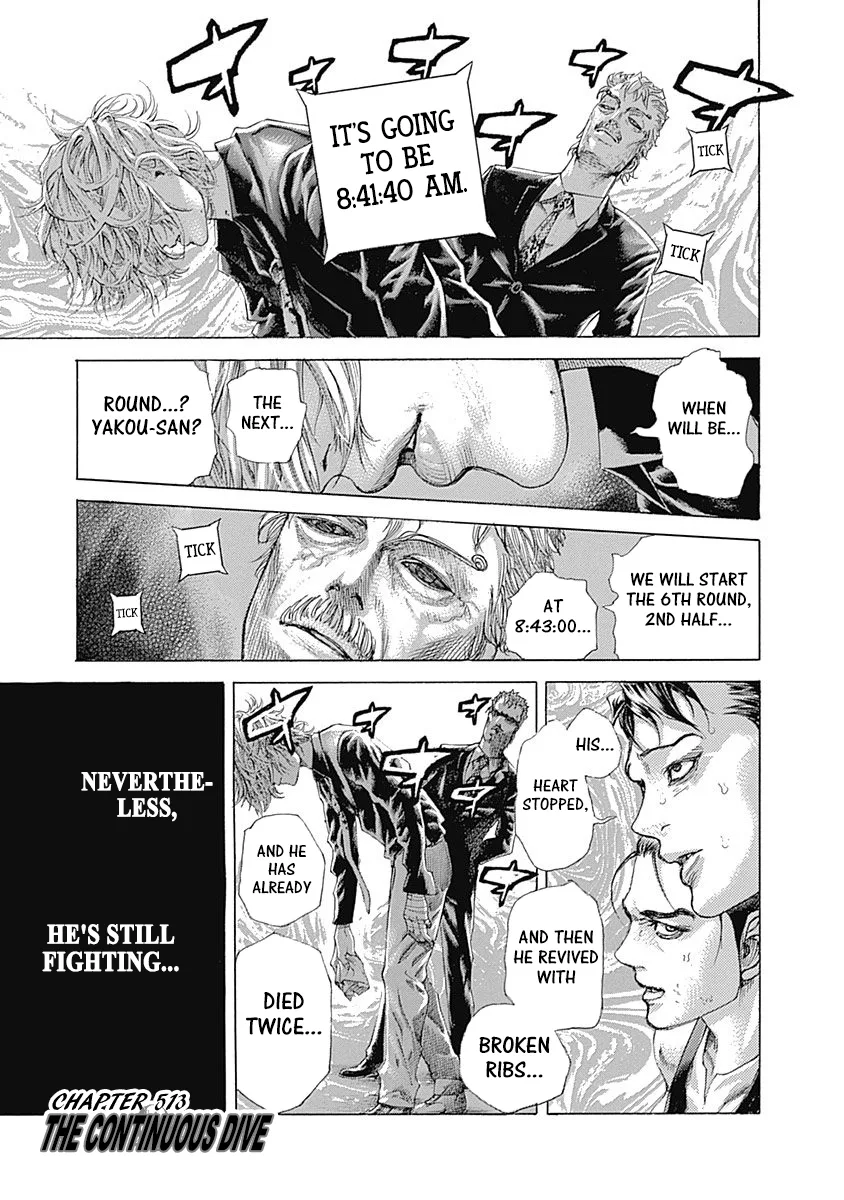 IT'S GOING
TO BE
8:41:40 AM.
TICK
TICK
WHEN
WILL BE...
THE
NEXT...
ROUND...?
YAKOU-SAN?
WE WILL START
THE 6TH ROUND,
2ND HALF...
AT
8:43:00...
TICK
TICK
HIS...
HEART
STOPPED,
AND THEN
HE REVIVED
WITH
BROKEN
RIBS...
AND HE
HAS
ALREADY
DIED
TWICE...
NEVERTHE-
LESS,
HE'S STILL
FIGHTING...
CHAPTER 513
THE CONTINUOUS DIVE